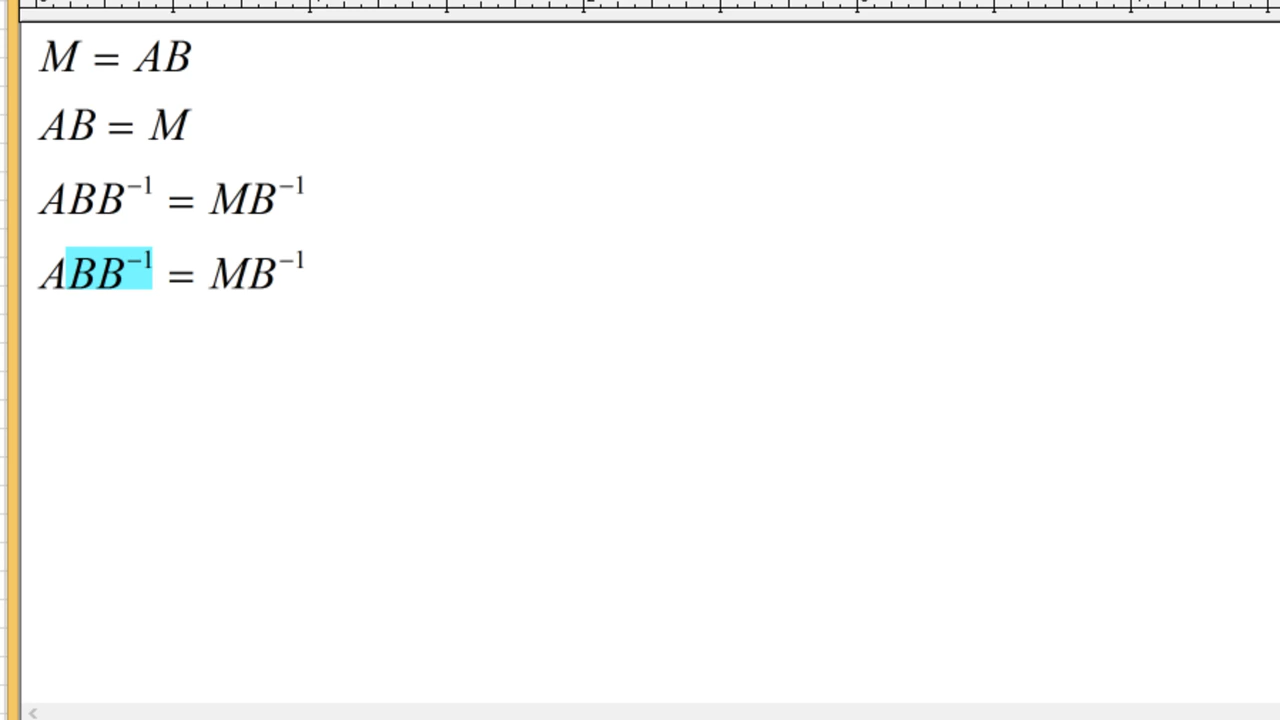 M = AB
AB = M
ABB⁻¹ = MB⁻¹
ABB⁻¹ = MB⁻¹